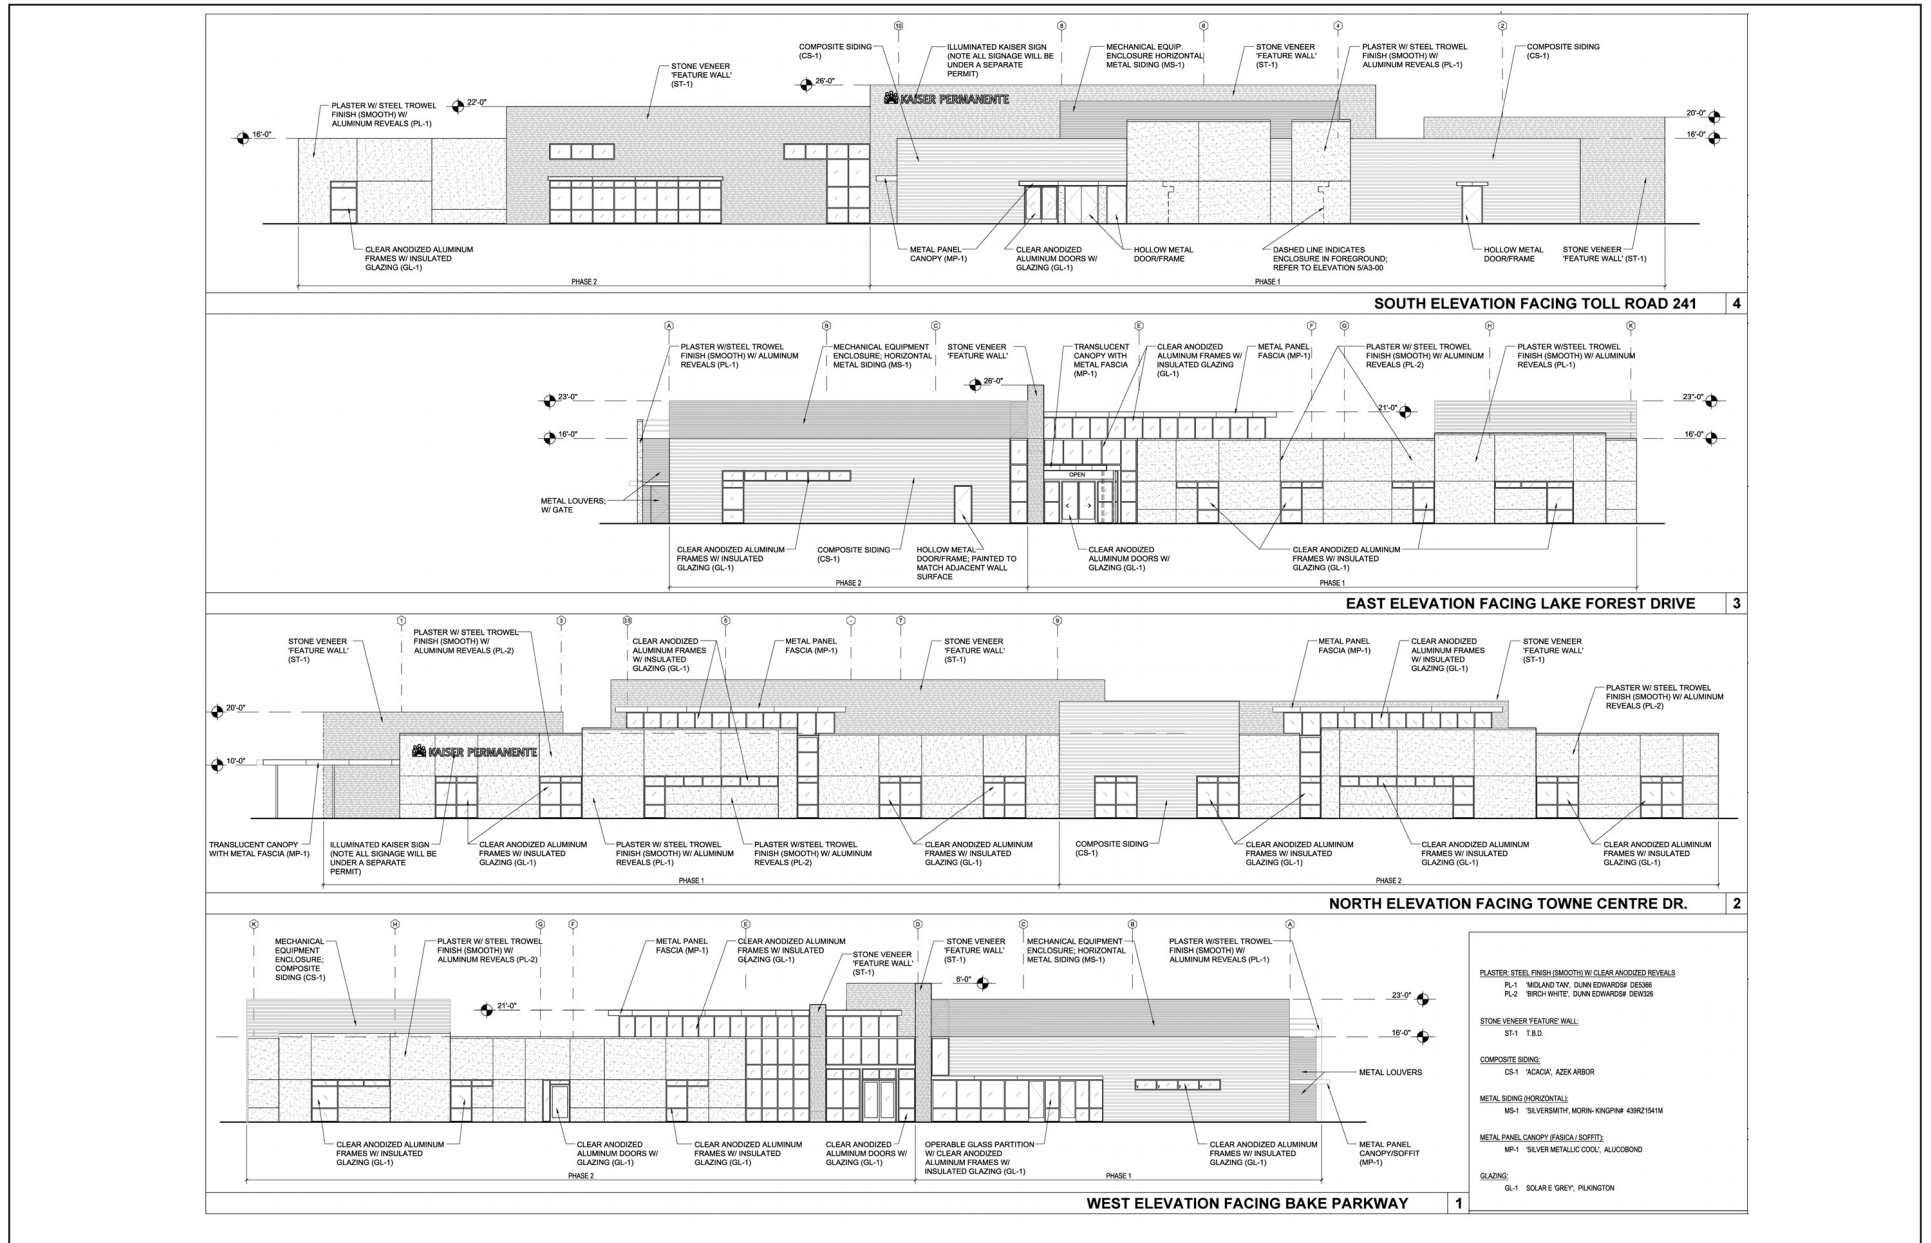 10
8
6
4
2
COMPOSITE SIDING
(CS-1)
ILLUMINATED KAISER SIGN
(NOTE ALL SIGNAGE WILL BE
UNDER A SEPARATE
PERMIT)
MECHANICAL EQUIP.
ENCLOSURE HORIZONTAL
METAL SIDING (MS-1)
STONE VENEER
'FEATURE WALL'
(ST-1)
PLASTER W/ STEEL TROWEL
FINISH (SMOOTH) W/
ALUMINUM REVEALS (PL-1)
COMPOSITE SIDING
(CS-1)
STONE VENEER
'FEATURE WALL'
(ST-1)
26'-0"
PLASTER W/ STEEL TROWEL
FINISH (SMOOTH) W/
ALUMINUM REVEALS (PL-1)
22'-0"
KAISER PERMANENTE
16'-0"
20'-0"
16'-0"
CLEAR ANODIZED ALUMINUM
FRAMES W/ INSULATED
GLAZING (GL-1)
METAL PANEL
CANOPY (MP-1)
CLEAR ANODIZED
ALUMINUM DOORS W/
GLAZING (GL-1)
HOLLOW METAL
DOOR/FRAME
DASHED LINE INDICATES
ENCLOSURE IN FOREGROUND;
REFER TO ELEVATION 5/A3-00
HOLLOW METAL
DOOR/FRAME
STONE VENEER
'FEATURE WALL' (ST-1)
PHASE 2
PHASE 1
SOUTH ELEVATION FACING TOLL ROAD 241
4
A
B
C
E
F
G
H
K
PLASTER W/STEEL TROWEL
FINISH (SMOOTH) W/ ALUMINUM
REVEALS (PL-1)
MECHANICAL EQUIPMENT
ENCLOSURE; HORIZONTAL
METAL SIDING (MS-1)
STONE VENEER
'FEATURE WALL'
TRANSLUCENT
CANOPY WITH
METAL FASCIA
(MP-1)
CLEAR ANODIZED
ALUMINUM FRAMES W/
INSULATED GLAZING
(GL-1)
METAL PANEL
FASCIA (MP-1)
PLASTER W/ STEEL TROWEL
FINISH (SMOOTH) W/ ALUMINUM
REVEALS (PL-2)
PLASTER W/STEEL TROWEL
FINISH (SMOOTH) W/ ALUMINUM
REVEALS (PL-1)
26'-0"
23'-0"
21'-0"
23"-0"
16'-0"
16'-0"
OPEN
METAL LOUVERS;
W/ GATE
CLEAR ANODIZED ALUMINUM
FRAMES W/ INSULATED
GLAZING (GL-1)
COMPOSITE SIDING
(CS-1)
HOLLOW METAL
DOOR/FRAME; PAINTED TO
MATCH ADJACENT WALL
SURFACE
CLEAR ANODIZED
ALUMINUM DOORS W/
GLAZING (GL-1)
CLEAR ANODIZED ALUMINUM
FRAMES W/ INSULATED
GLAZING (GL-1)
PHASE 2
PHASE 1
EAST ELEVATION FACING LAKE FOREST DRIVE
3
1
3
3.5
5
7
9
STONE VENEER
'FEATURE WALL'
(ST-1)
PLASTER W/ STEEL TROWEL
FINISH (SMOOTH) W/
ALUMINUM REVEALS (PL-2)
CLEAR ANODIZED
ALUMINUM FRAMES
W/ INSULATED
GLAZING (GL-1)
METAL PANEL
FASCIA (MP-1)
STONE VENEER
'FEATURE WALL'
(ST-1)
METAL PANEL
FASCIA (MP-1)
CLEAR ANODIZED
ALUMINUM FRAMES
W/ INSULATED
GLAZING (GL-1)
STONE VENEER
'FEATURE WALL'
(ST-1)
PLASTER W/ STEEL TROWEL
FINISH (SMOOTH) W/ ALUMINUM
REVEALS (PL-2)
20'-0"
KAISER PERMANENTE
10'-0"
TRANSLUCENT CANOPY
WITH METAL FASCIA (MP-1)
ILLUMINATED KAISER SIGN
(NOTE ALL SIGNAGE WILL BE
UNDER A SEPARATE
PERMIT)
CLEAR ANODIZED ALUMINUM
FRAMES W/ INSULATED
GLAZING (GL-1)
PLASTER W/ STEEL TROWEL
FINISH (SMOOTH) W/ ALUMINUM
REVEALS (PL-1)
PLASTER W/STEEL TROWEL
FINISH (SMOOTH) W/ ALUMINUM
REVEALS (PL-2)
CLEAR ANODIZED ALUMINUM
FRAMES W/ INSULATED
GLAZING (GL-1)
COMPOSITE SIDING
(CS-1)
CLEAR ANODIZED ALUMINUM
FRAMES W/ INSULATED
GLAZING (GL-1)
CLEAR ANODIZED ALUMINUM
FRAMES W/ INSULATED
GLAZING (GL-1)
CLEAR ANODIZED ALUMINUM
FRAMES W/ INSULATED
GLAZING (GL-1)
PHASE 1
PHASE 2
NORTH ELEVATION FACING TOWNE CENTRE DR.
2
K
H
G
F
E
D
C
B
A
MECHANICAL
EQUIPMENT
ENCLOSURE;
COMPOSITE
SIDING (CS-1)
PLASTER W/ STEEL TROWEL
FINISH (SMOOTH) W/
ALUMINUM REVEALS (PL-2)
METAL PANEL
FASCIA (MP-1)
CLEAR ANODIZED ALUMINUM
FRAMES W/ INSULATED
GLAZING (GL-1)
STONE VENEER
'FEATURE WALL'
(ST-1)
STONE VENEER
'FEATURE WALL'
(ST-1)
MECHANICAL EQUIPMENT
ENCLOSURE; HORIZONTAL
METAL SIDING (MS-1)
PLASTER W/STEEL TROWEL
FINISH (SMOOTH) W/
ALUMINUM REVEALS (PL-1)
6'-0"
21'-0"
23'-0"
16'-0"
METAL LOUVERS
CLEAR ANODIZED ALUMINUM
FRAMES W/ INSULATED
GLAZING (GL-1)
CLEAR ANODIZED
ALUMINUM DOORS W/
GLAZING (GL-1)
CLEAR ANODIZED ALUMINUM
FRAMES W/ INSULATED
GLAZING (GL-1)
CLEAR ANODIZED
ALUMINUM DOORS W/
GLAZING (GL-1)
OPERABLE GLASS PARTITION
W/ CLEAR ANODIZED
ALUMINUM FRAMES W/
INSULATED GLAZING (GL-1)
CLEAR ANODIZED ALUMINUM
FRAMES W/ INSULATED
GLAZING (GL-1)
METAL PANEL
CANOPY/SOFFIT
(MP-1)
PHASE 2
PHASE 1
WEST ELEVATION FACING BAKE PARKWAY
1
PLASTER: STEEL FINISH (SMOOTH) W/ CLEAR ANODIZED REVEALS
PL-1 'MIDLAND TAN', DUNN EDWARDS# DE5366
PL-2 'BIRCH WHITE', DUNN EDWARDS# DEW326
STONE VENEER 'FEATURE' WALL:
ST-1 T.B.D.
COMPOSITE SIDING:
CS-1 'ACACIA', AZEK ARBOR
METAL SIDING (HORIZONTAL):
MS-1 'SILVERSMITH', MORIN- KINGPIN# 439RZ1541M
METAL PANEL CANOPY (FASICA / SOFFIT):
MP-1 'SILVER METALLIC COOL', ALUCOBOND
GLAZING:
GL-1 SOLAR E 'GREY', PILKINGTON